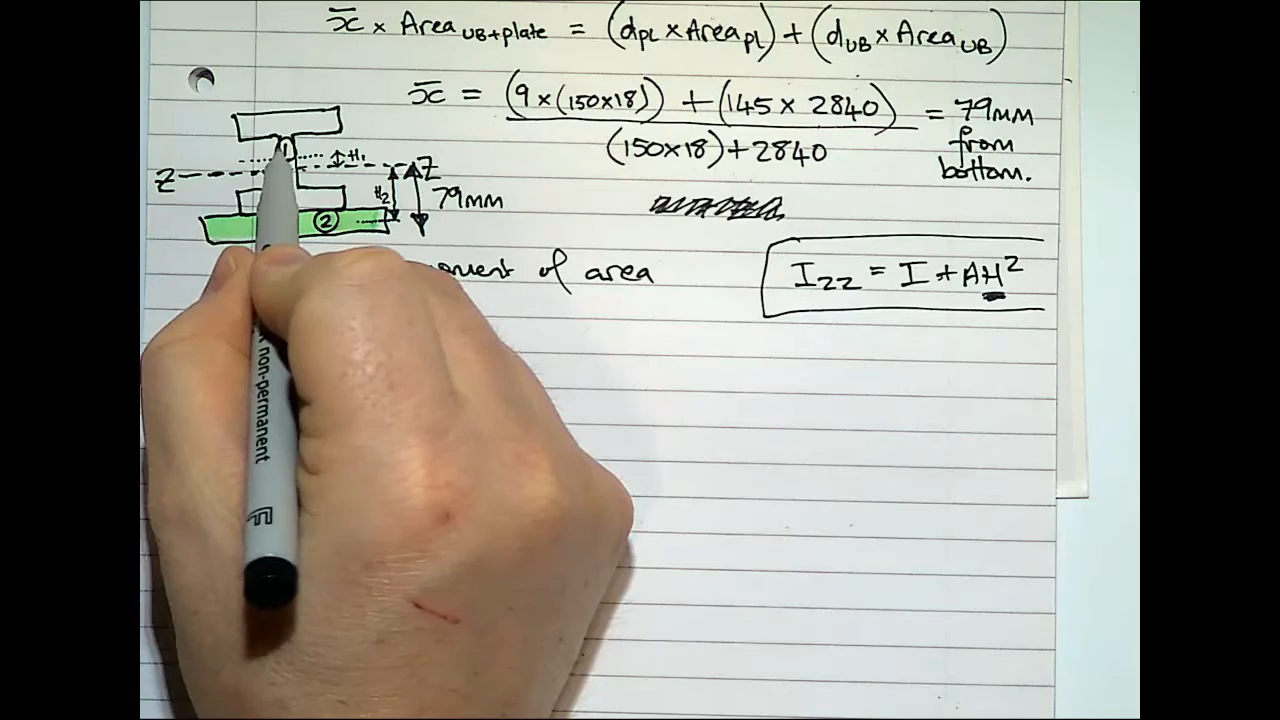 x̄ × Area UB+plate = (dPL × AreaPL) + (dUB × AreaUB)
x̄ = (9 × (150×18)) + (145 × 2840) = 79mm
(150×18) + 2840
from
bottom.
1
H1
Z Z
H2
79mm
2
of area
IZZ = I + AH²
non-permanent
F